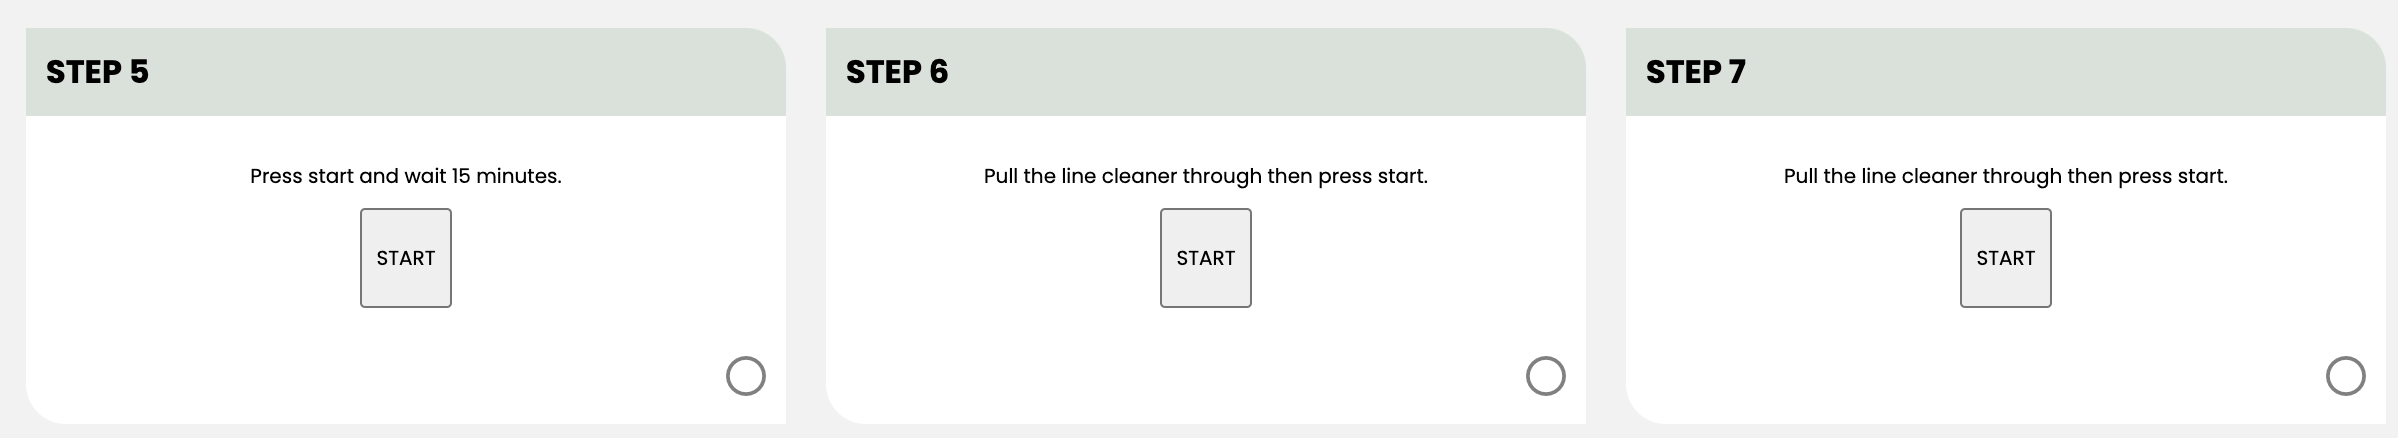 STEP 5
Press start and wait 15 minutes.
START
STEP 6
Pull the line cleaner through then press start.
START
STEP 7
Pull the line cleaner through then press start.
START